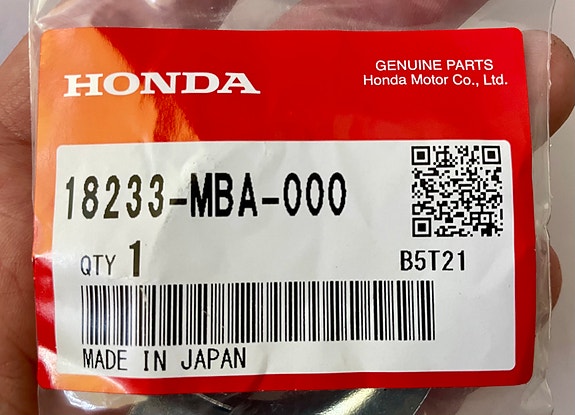 HONDA
GENUINE PARTS
Honda Motor Co., Ltd.
18233-MBA-000
QTY 1
B5T21
MADE IN JAPAN